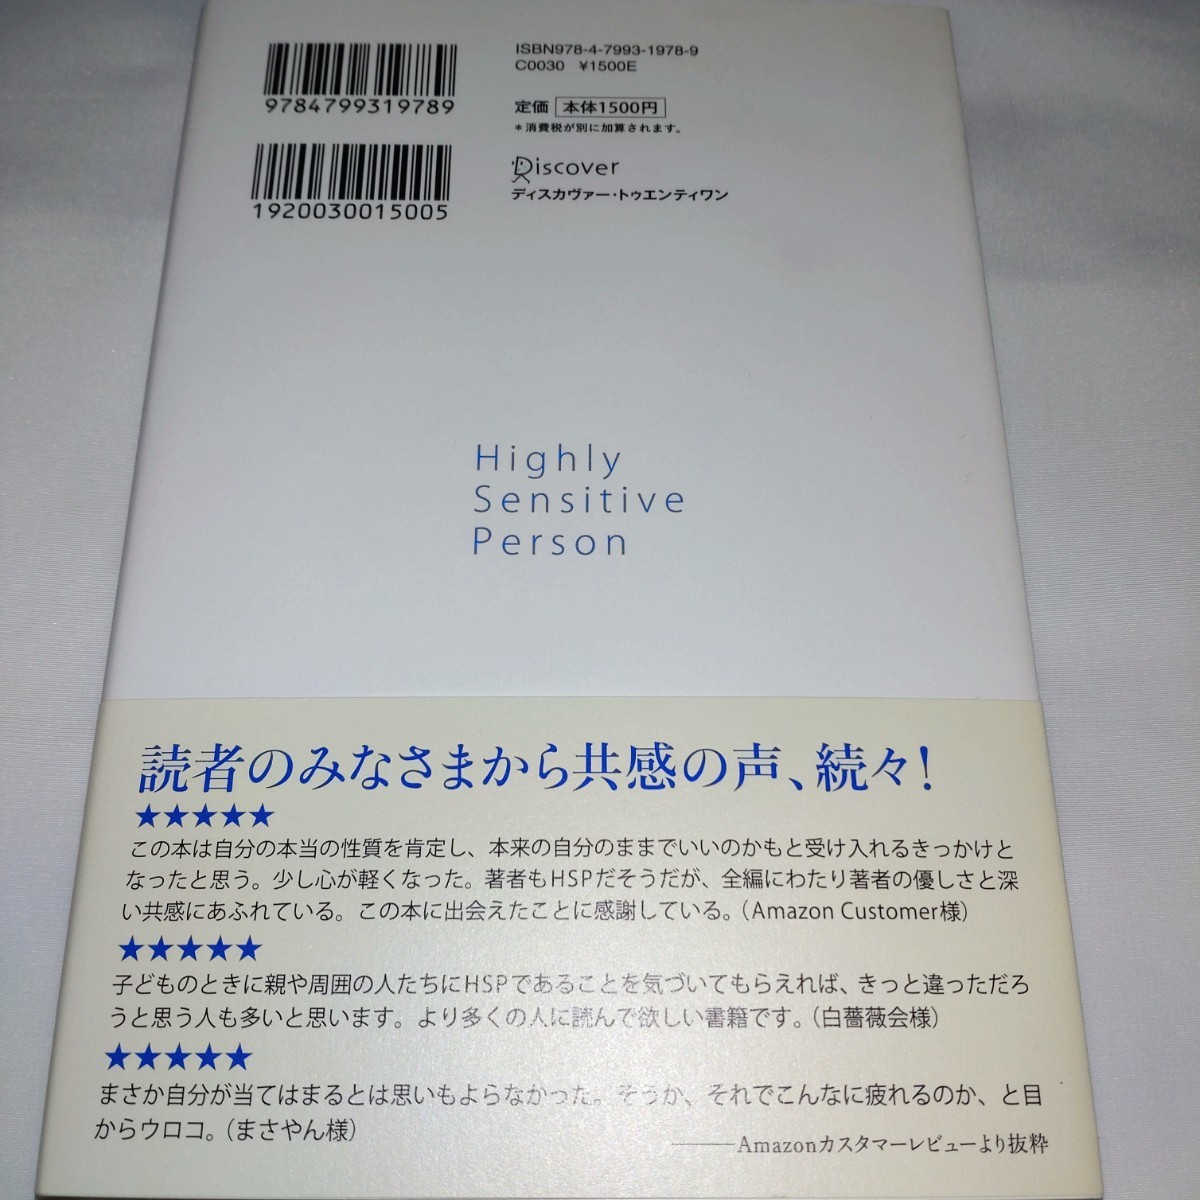 9784799319789
1920030015005
ISBN978-4-7993-1978-9
C0030 ¥1500E
定価 本体1500円
*消費税が別に加算されます。
Discover
ディスカヴァー・トゥエンティワン
Highly
Sensitive
Person
読者のみなさまから共感の声、続々!
★★★★★
この本は自分の本当の性質を肯定し、本来の自分のままでいいのかもと受け入れるきっかけと
なったと思う。少し心が軽くなった。著者もHSPだそうだが、全編にわたり著者の優しさと深
い共感にあふれている。この本に出会えたことに感謝している。(Amazon Customer様)
★★★★★
子どものときに親や周囲の人たちにHSPであることを気づいてもらえれば、きっと違っただろ
うと思う人も多いと思います。より多くの人に読んで欲しい書籍です。(白薔薇会様)
★★★★★
まさか自分が当てはまるとは思いもよらなかった。そうか、それでこんなに疲れるのか、と目
からウロコ。(まさやん様)
――Amazonカスタマーレビューより抜粋